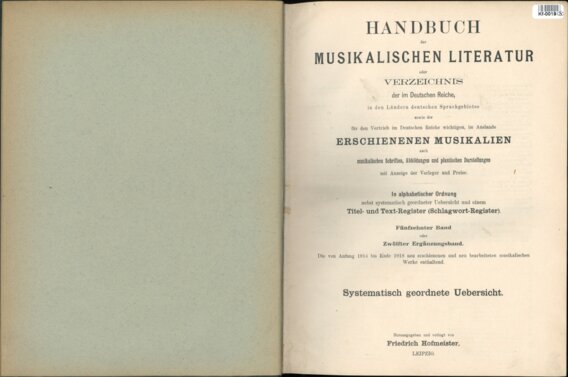 Kf-0018(5)
HANDBUCH
der
MUSIKALISCHEN LITERATUR
oder
VERZEICHNIS
der im Deutschen Reiche,
in den Ländern deutschen Sprachgebietes
sowie der
für den Vertrieb im Deutschen Reiche wichtigen, im Auslande
ERSCHIENENEN MUSIKALIEN
auch
musikalischen Schriften, Abbildungen und plastischen Darstellungen
mit Anzeige der Verleger und Preise.
In alphabetischer Ordnung
nebst systematisch geordneter Uebersicht und einem
Titel- und Text-Register (Schlagwort-Register).
Fünfzehnter Band
oder
Zwölfter Ergänzungsband.
Die von Anfang 1914 bis Ende 1918 neu erschienenen und neu bearbeiteten musikalischen
Werke enthaltend.
Systematisch geordnete Uebersicht.
Herausgegeben und verlegt von
Friedrich Hofmeister,
LEIPZIG